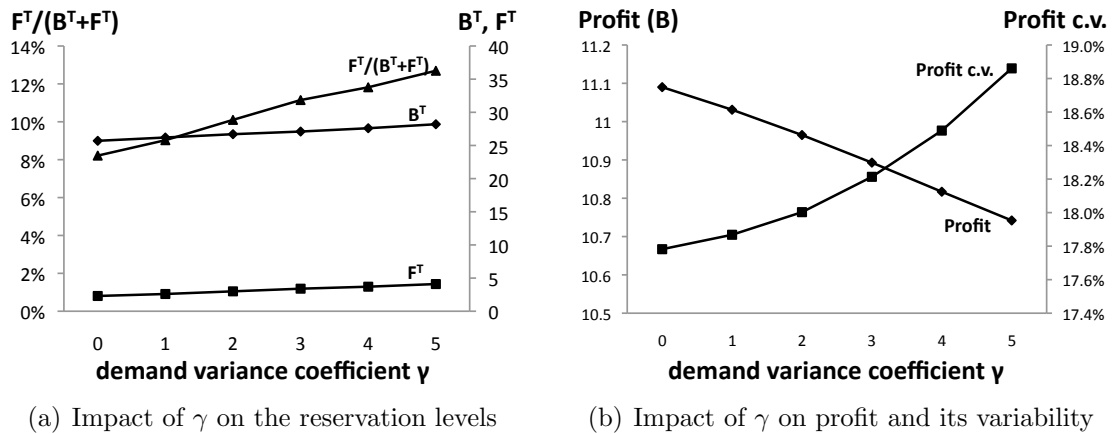 F^T/(B^T+F^T) B^T, F^T
14% 40
12% 35
10% 30
8% 25
6% 20
4% 15
2% 10
0% 5
0
F^T/(B^T+F^T)
B^T
F^T
0 1 2 3 4 5
demand variance coefficient γ
(a) Impact of γ on the reservation levels
Profit (B) Profit c.v.
11.2 19.0%
11.1 18.8%
11 18.6%
10.9 18.4%
10.8 18.2%
10.7 18.0%
10.6 17.8%
10.5 17.6%
17.4%
Profit c.v.
Profit
0 1 2 3 4 5
demand variance coefficient γ
(b) Impact of γ on profit and its variability